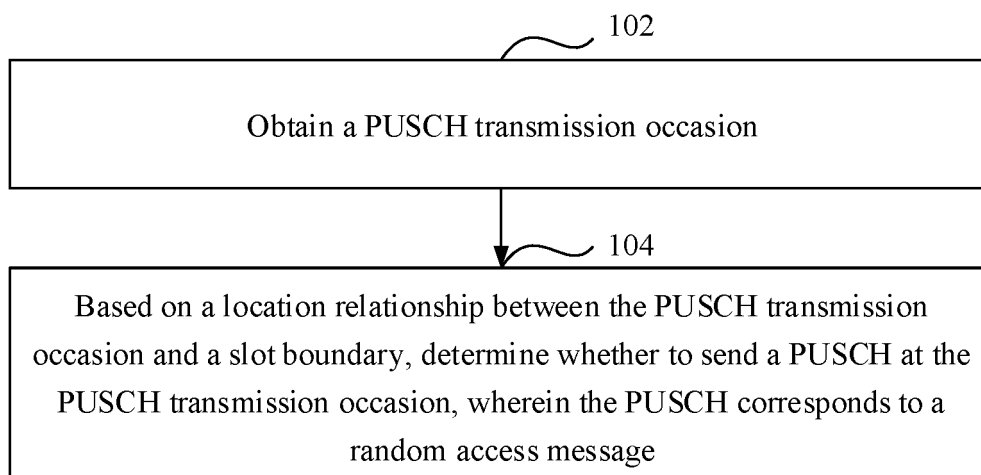 102
Obtain a PUSCH transmission occasion
104
Based on a location relationship between the PUSCH transmission
occasion and a slot boundary, determine whether to send a PUSCH at the
PUSCH transmission occasion, wherein the PUSCH corresponds to a
random access message